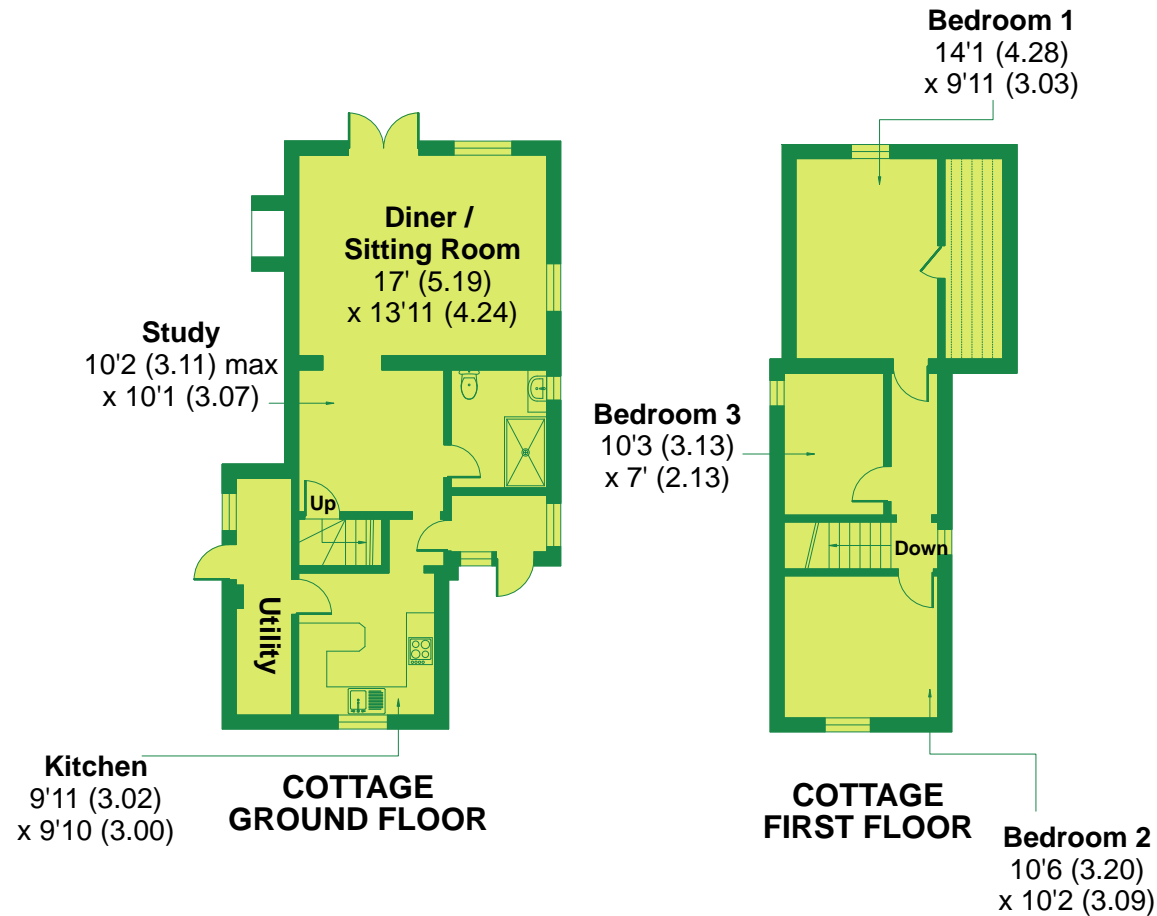 Bedroom 1
14'1 (4.28)
x 9'11 (3.03)
Diner /
Sitting Room
17' (5.19)
x 13'11 (4.24)
Study
10'2 (3.11) max
x 10'1 (3.07)
Bedroom 3
10'3 (3.13)
x 7' (2.13)
Up
Down
Utility
Kitchen
9'11 (3.02)
x 9'10 (3.00)
COTTAGE
GROUND FLOOR
COTTAGE
FIRST FLOOR
Bedroom 2
10'6 (3.20)
x 10'2 (3.09)